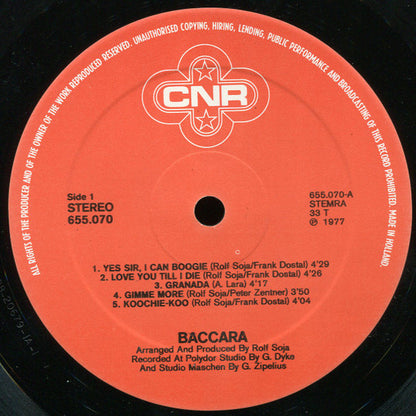 ALL RIGHTS OF THE PRODUCER AND OF THE OWNER OF THE WORK REPRODUCED RESERVED. UNAUTHORISED COPYING, HIRING, LENDING, PUBLIC PERFORMANCE AND BROADCASTING OF THIS RECORD PROHIBITED. MADE IN HOLLAND.
CNR
Side 1
STEREO
655.070
655.070-A
STEMRA
33 T
℗ 1977
1. YES SIR, I CAN BOOGIE (Rolf Soja/Frank Dostal) 4'29
2. LOVE YOU TILL I DIE (Rolf Soja/Frank Dostal) 4'26
3. GRANADA (A. Lara) 4'17
4. GIMME MORE (Rolf Soja/Peter Zentner) 3'50
5. KOOCHIE-KOO (Rolf Soja/Frank Dostal) 4'04
BACCARA
Arranged And Produced By Rolf Soja
Recorded At Polydor Studio By G. Dyke
And Studio Maschen By G. Zipelius